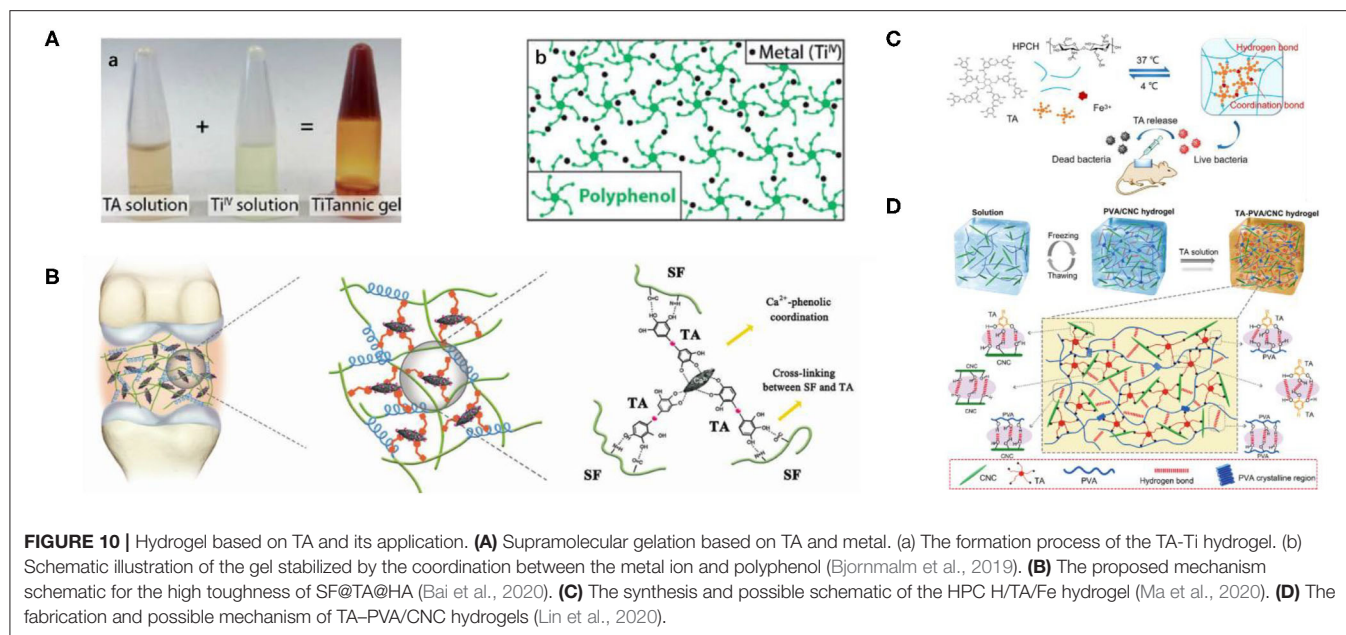 A
a
+
=
TA solution
Ti^IV solution
TiTannic gel
b
Metal (Ti^IV)
Polyphenol
B
SF
TA
Ca²⁺-phenolic
coordination
Cross-linking
between SF and TA
TA
TA
SF
SF
C
HPCH
TA
Fe³⁺
37 ℃
4 ℃
Hydrogen bond
Coordination bond
TA release
Dead bacteria
Live bacteria
D
Solution
Freezing
Thawing
PVA/CNC hydrogel
TA solution
TA-PVA/CNC hydrogel
TA
CNC
CNC
CNC
PVA
PVA
TA
PVA
TA
TA
PVA
PVA
CNC
TA
PVA
Hydrogen bond
PVA crystalline region
FIGURE 10 | Hydrogel based on TA and its application. (A) Supramolecular gelation based on TA and metal. (a) The formation process of the TA-Ti hydrogel. (b)
Schematic illustration of the gel stabilized by the coordination between the metal ion and polyphenol (Bjornmalm et al., 2019). (B) The proposed mechanism
schematic for the high toughness of SF@TA@HA (Bai et al., 2020). (C) The synthesis and possible schematic of the HPC H/TA/Fe hydrogel (Ma et al., 2020). (D) The
fabrication and possible mechanism of TA–PVA/CNC hydrogels (Lin et al., 2020).